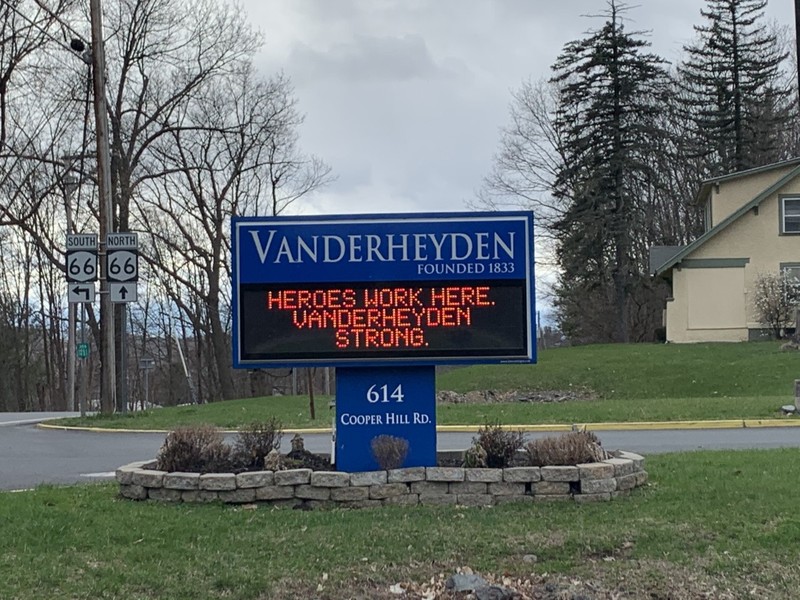 SOUTH
66
NORTH
66
VANDERHEYDEN
FOUNDED 1833
HEROES WORK HERE.
VANDERHEYDEN
STRONG.
614
COOPER HILL RD.